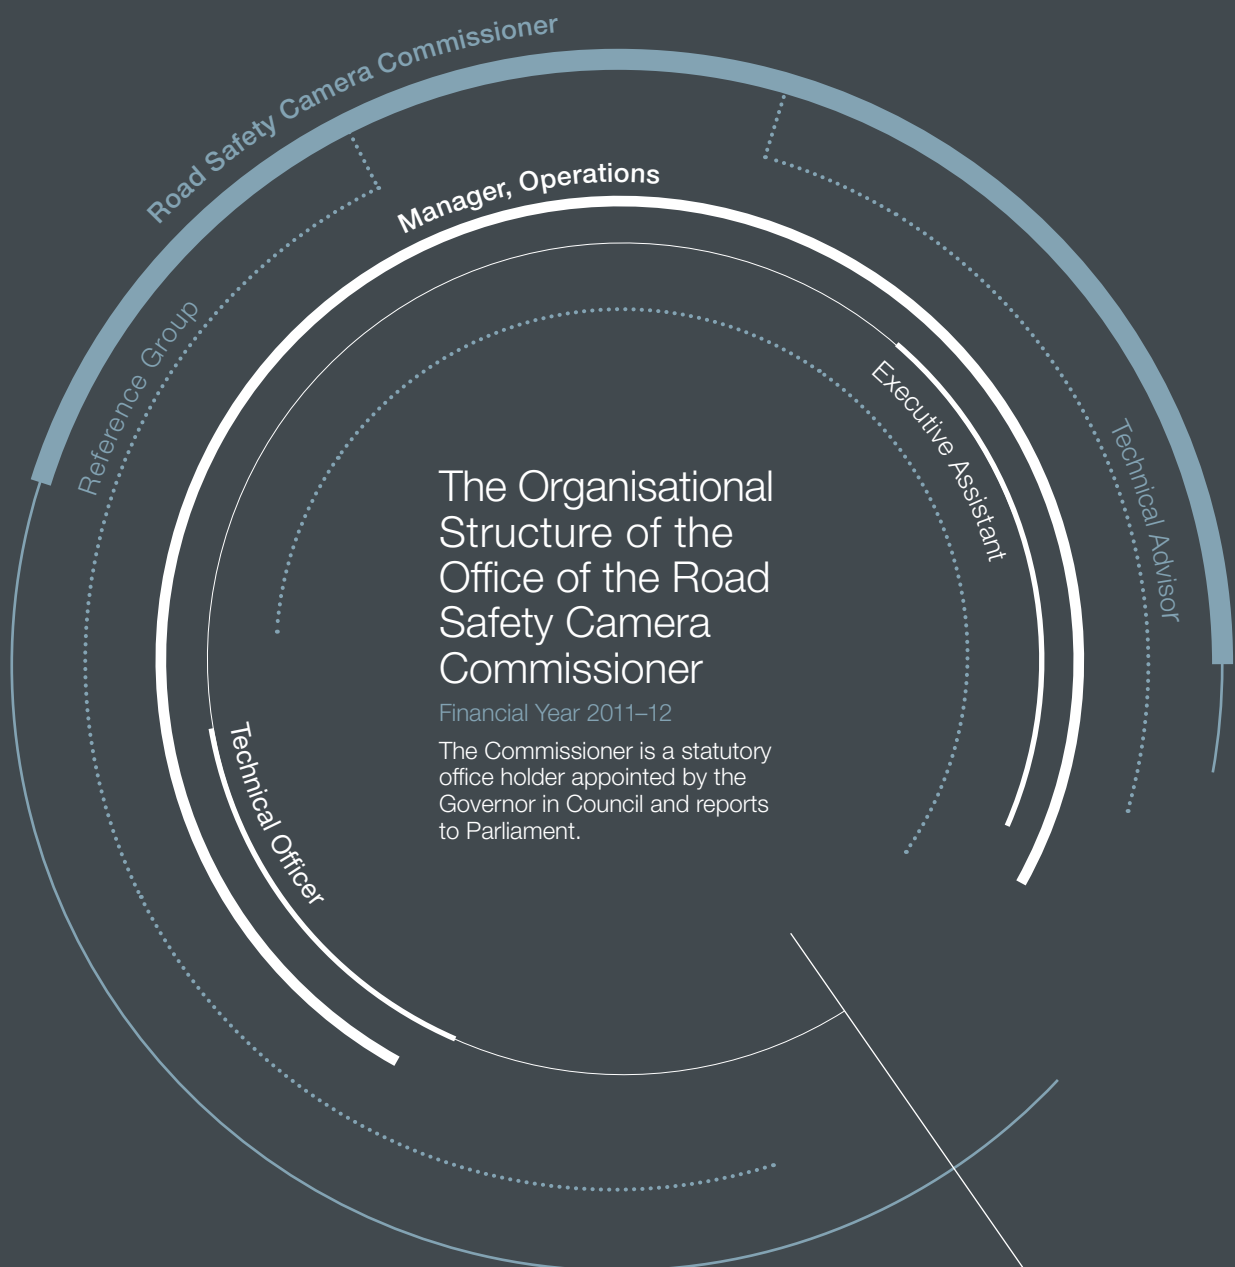 Road Safety Camera Commissioner
Manager, Operations
Reference Group
Executive Assistant
Technical Advisor
The Organisational
Structure of the
Office of the Road
Safety Camera
Commissioner
Financial Year 2011–12
The Commissioner is a statutory
office holder appointed by the
Governor in Council and reports
to Parliament.
Technical Officer